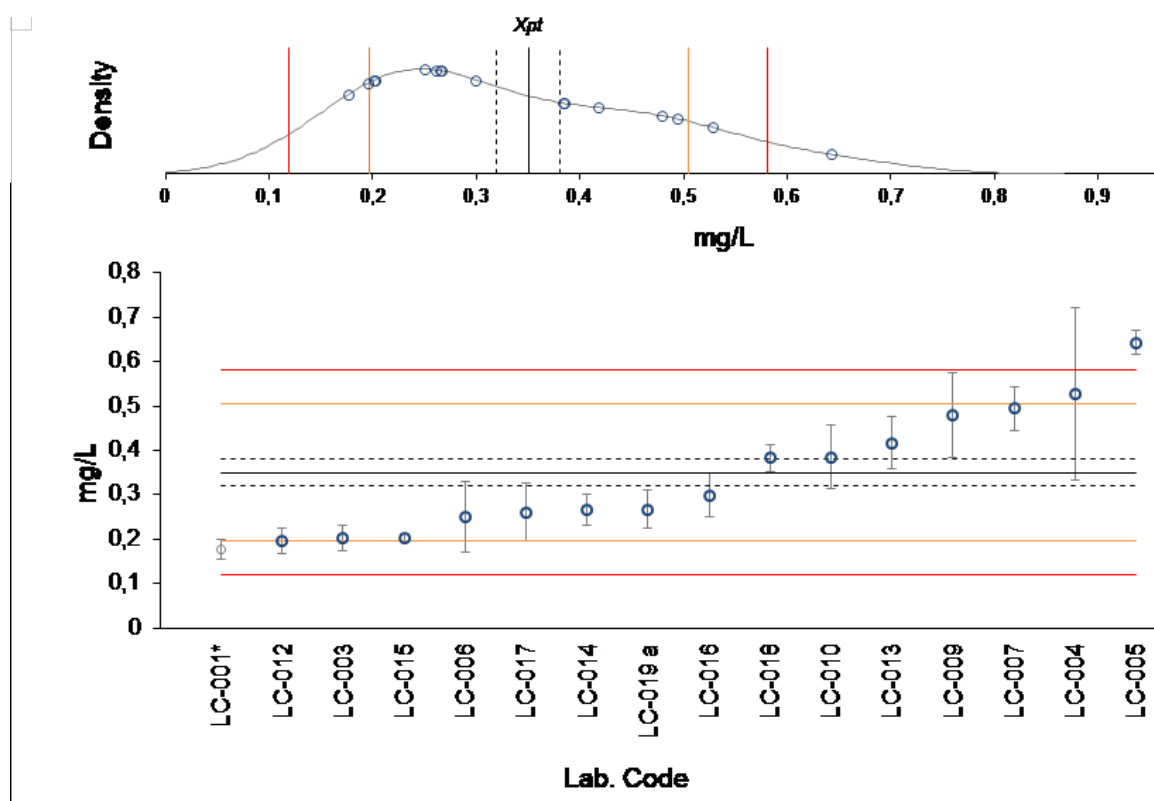 Xpt
Density
0 0,1 0,2 0,3 0,4 0,5 0,6 0,7 0,8 0,9
mg/L
0,8
0,7
0,6
0,5
0,4
0,3
0,2
0,1
0
mg/L
LC-001*
LC-012
LC-003
LC-015
LC-006
LC-017
LC-014
LC-019 a
LC-016
LC-018
LC-010
LC-013
LC-009
LC-007
LC-004
LC-005
Lab. Code